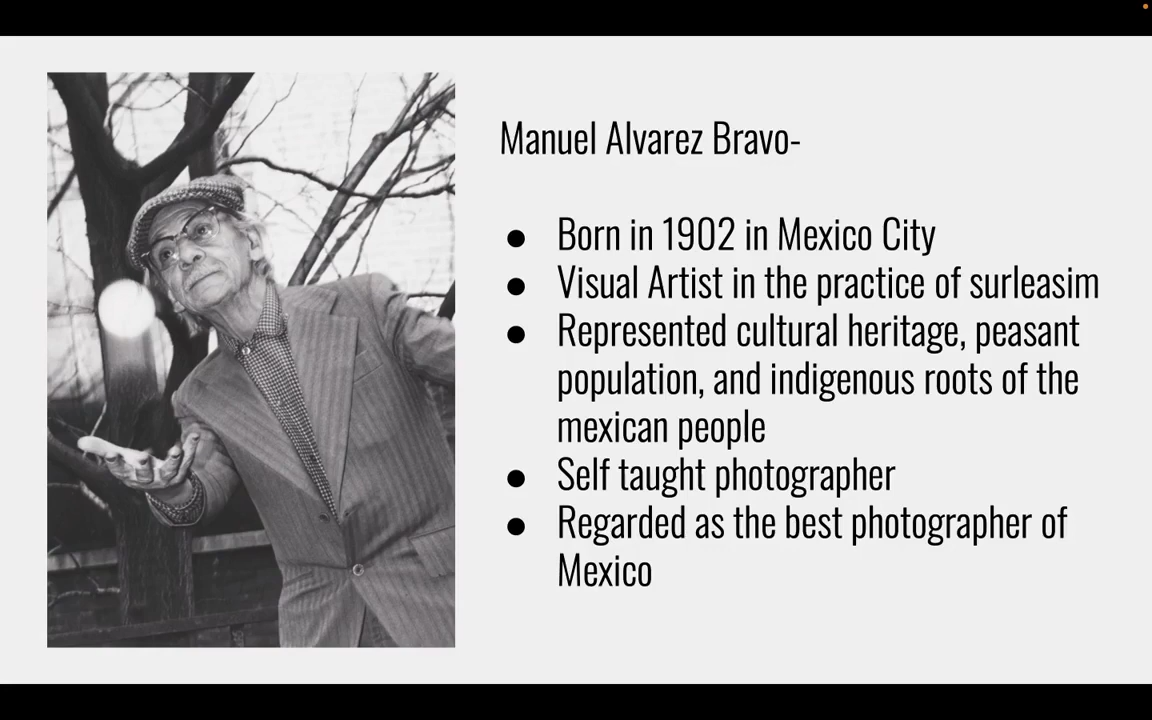 Manuel Alvarez Bravo-
● Born in 1902 in Mexico City
● Visual Artist in the practice of surleasim
● Represented cultural heritage, peasant
population, and indigenous roots of the
mexican people
● Self taught photographer
● Regarded as the best photographer of
Mexico